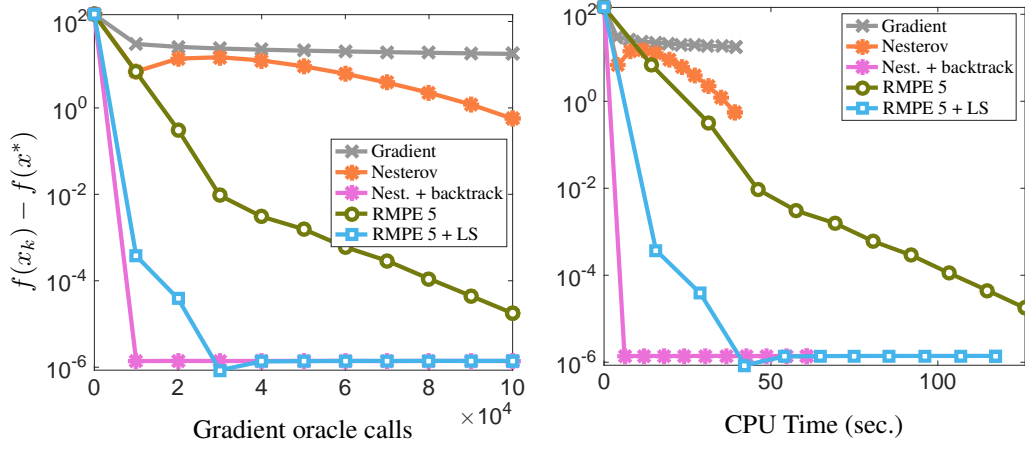 f(x_k) − f(x*)
10^2
10^0
10^-2
10^-4
10^-6
Gradient
Nesterov
Nest. + backtrack
RMPE 5
RMPE 5 + LS
0 2 4 6 8 10
×10^4
Gradient oracle calls
10^2
10^0
10^-2
10^-4
10^-6
Gradient
Nesterov
Nest. + backtrack
RMPE 5
RMPE 5 + LS
0 50 100
CPU Time (sec.)